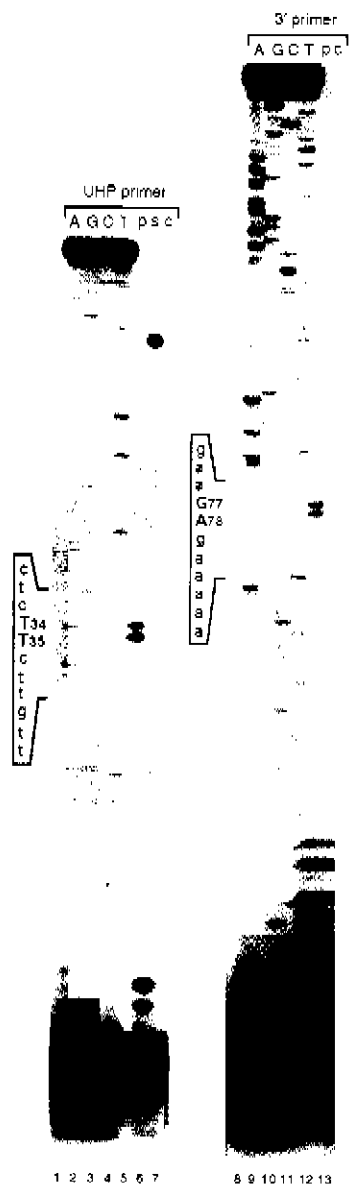 3' primer
A G C T p c
UHP primer
A G C T p s c
g
a
a
G77
A78
g
a
a
a
a
c
t
c
T34
T35
c
t
t
g
t
t
1 2 3 4 5 6 7
8 9 10 11 12 13